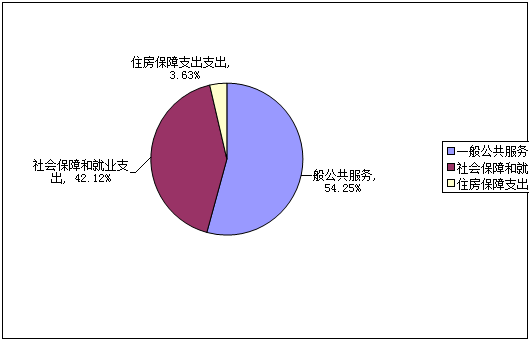 住房保障支出支出,
3.63%
社会保障和就业支
出, 42.12%
一般公共服务,
54.25%
一般公共服务
社会保障和就
住房保障支出